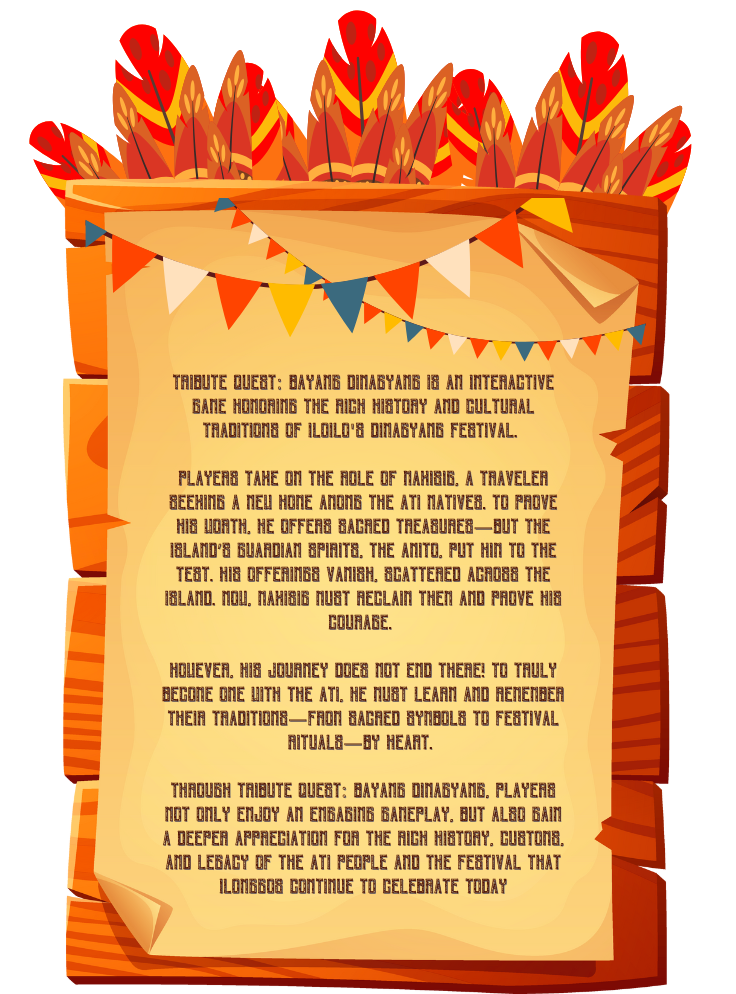 TRIBUTE QUEST: BAYANG DINAGYANG IS AN INTERACTIVE
GAME HONORING THE RICH HISTORY AND CULTURAL
TRADITIONS OF ILOILO'S DINAGYANG FESTIVAL.
PLAYERS TAKE ON THE ROLE OF MAKISIG, A TRAVELER
SEEKING A NEW HOME AMONG THE ATI NATIVES. TO PROVE
HIS WORTH, HE OFFERS SACRED TREASURES—BUT THE
ISLAND'S GUARDIAN SPIRITS, THE ANITO, PUT HIM TO THE
TEST. HIS OFFERINGS VANISH, SCATTERED ACROSS THE
ISLAND. NOW, MAKISIG MUST RECLAIM THEM AND PROVE HIS
COURAGE.
HOWEVER, HIS JOURNEY DOES NOT END THERE! TO TRULY
BECOME ONE WITH THE ATI, HE MUST LEARN AND REMEMBER
THEIR TRADITIONS—FROM SACRED SYMBOLS TO FESTIVAL
RITUALS—BY HEART.
THROUGH TRIBUTE QUEST: BAYANG DINAGYANG, PLAYERS
NOT ONLY ENJOY AN ENGAGING GAMEPLAY, BUT ALSO GAIN
A DEEPER APPRECIATION FOR THE RICH HISTORY, CUSTOMS,
AND LEGACY OF THE ATI PEOPLE AND THE FESTIVAL THAT
ILONGGOS CONTINUE TO CELEBRATE TODAY